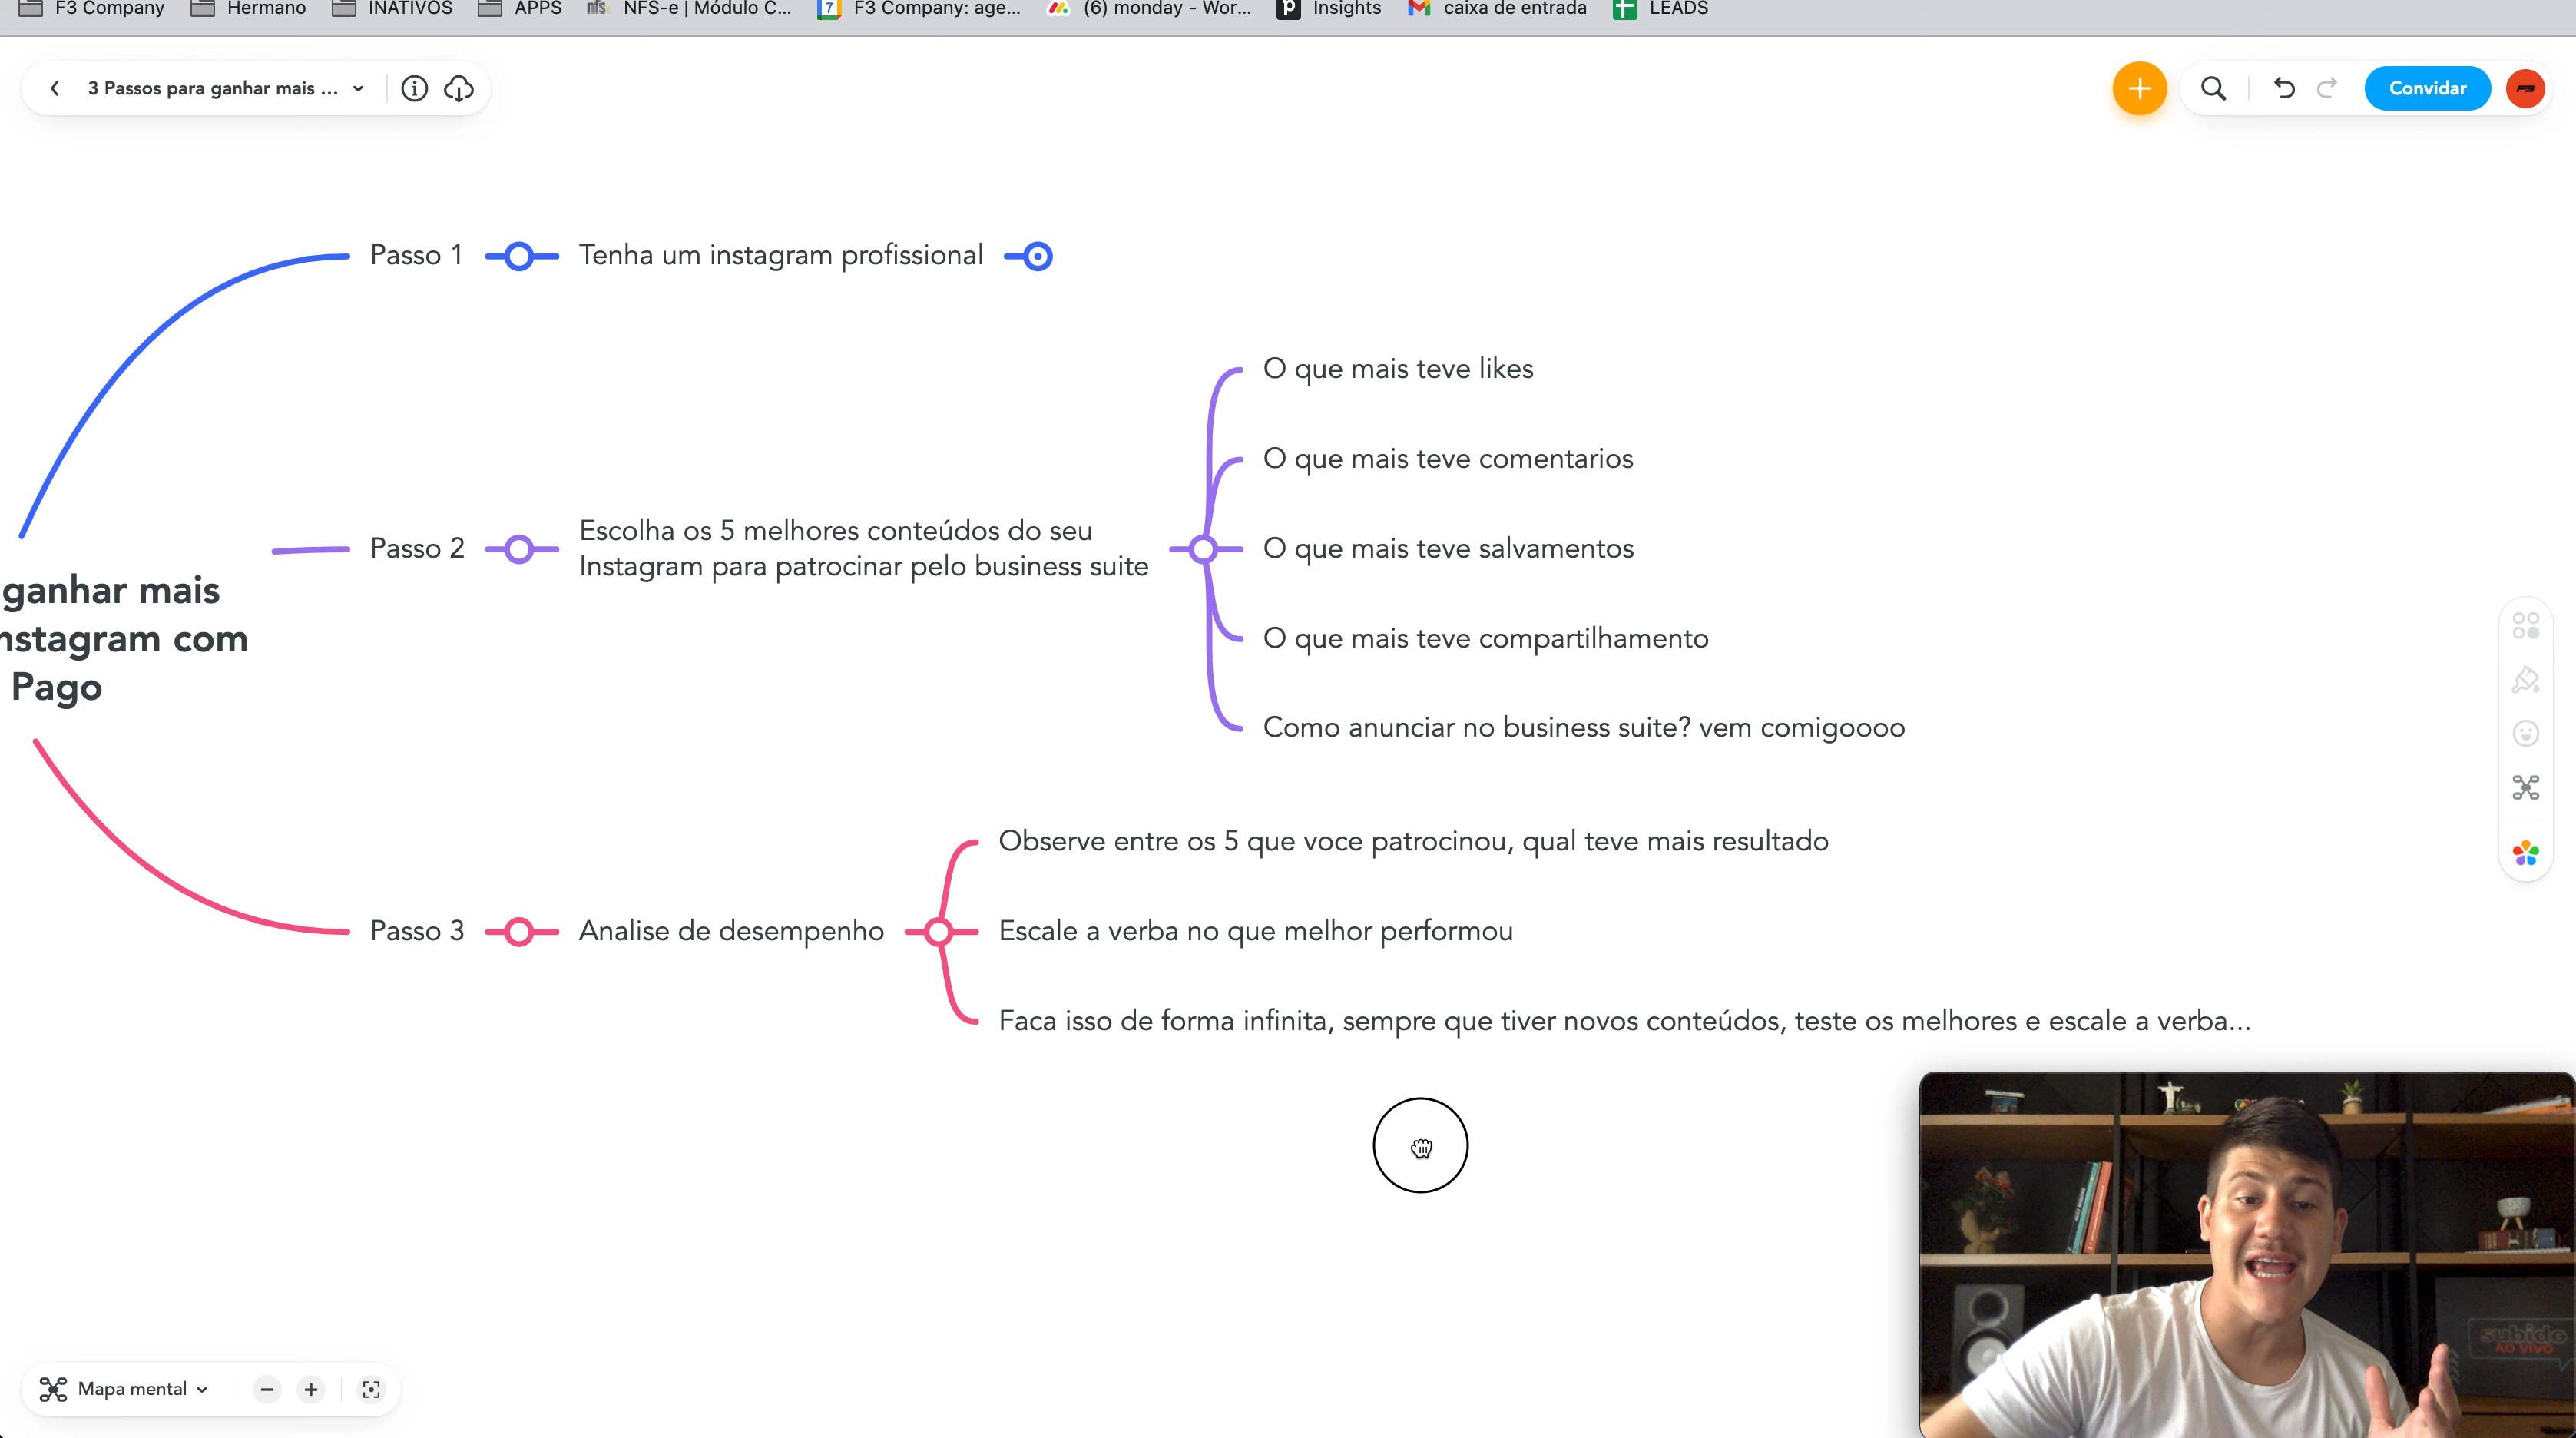 F3 Company
Hermano
INATIVOS
APPS
NFS-e | Módulo C...
F3 Company: age...
(6) monday - Wor...
Insights
caixa de entrada
LEADS
3 Passos para ganhar mais ...
Convidar
Passo 1
Tenha um instagram profissional
O que mais teve likes
O que mais teve comentarios
Passo 2
Escolha os 5 melhores conteúdos do seu
Instagram para patrocinar pelo business suite
O que mais teve salvamentos
ganhar mais
nstagram com
Pago
O que mais teve compartilhamento
Como anunciar no business suite? vem comigoooo
Observe entre os 5 que voce patrocinou, qual teve mais resultado
Passo 3
Analise de desempenho
Escale a verba no que melhor performou
Faca isso de forma infinita, sempre que tiver novos conteúdos, teste os melhores e escale a verba...
subido
AO VIVO
Mapa mental